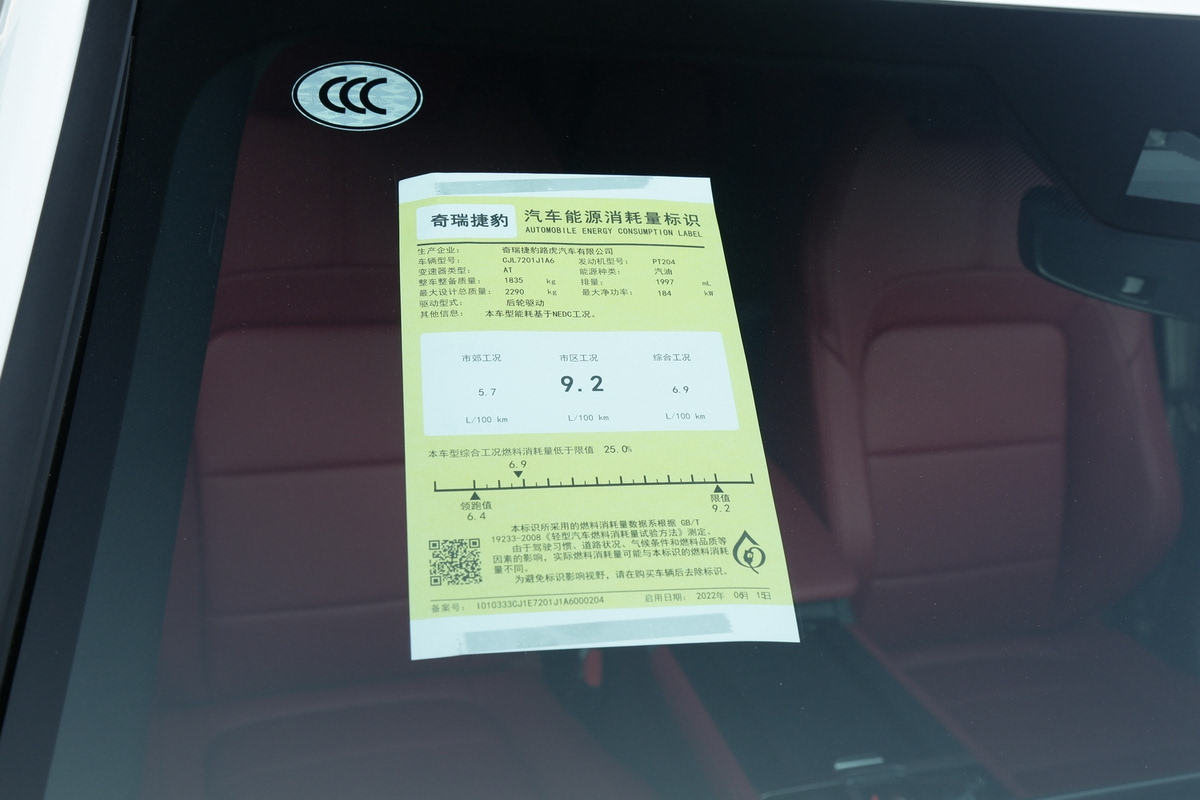 CCC
奇瑞捷豹
汽车能源消耗量标识
AUTOMOBILE ENERGY CONSUMPTION LABEL
生产企业： 奇瑞捷豹路虎汽车有限公司
车辆型号： CJL7201J1A6 发动机型号： PT204
变速器类型： AT 能源种类： 汽油
整车整备质量： 1835 kg 排量： 1997 mL
最大设计总质量： 2290 kg 最大净功率： 184 kW
驱动型式： 后轮驱动
其他信息： 本车型能耗基于NEDC工况。
市郊工况 市区工况 综合工况
5.7 9.2 6.9
L/100 km L/100 km L/100 km
本车型综合工况燃料消耗量低于限值 25.0%
6.9
领跑值 限值
6.4 9.2
本标识所采用的燃料消耗量数据系根据 GB/T
19233-2008《轻型汽车燃料消耗量试验方法》测定。
由于驾驶习惯、道路状况、气候条件和燃料品质等
因素的影响，实际燃料消耗量可能与本标识的燃料消耗
量不同。
为避免标识影响视野，请在购买车辆后去除标识。
备案号： 1010333CJ1E7201J1A6000204 启用日期： 2022年 06月 15日